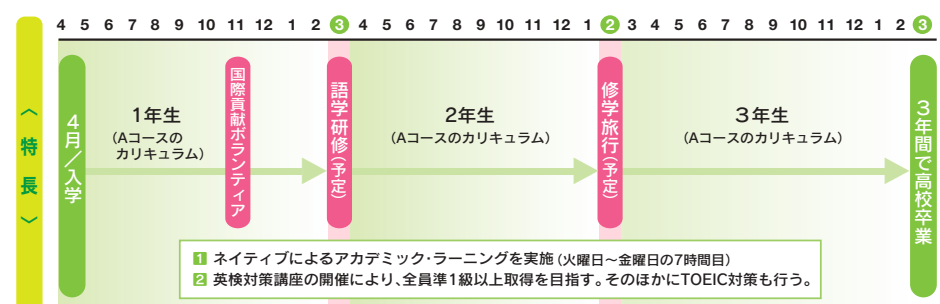 4 5 6 7 8 9 10 11 12 1 2 3 4 5 6 7 8 9 10 11 12 1 2 3 4 5 6 7 8 9 10 11 12 1 2 3
〈特長〉
4月/入学
1年生
(Aコースの
カリキュラム)
国際貢献ボランティア
語学研修(予定)
2年生
(Aコースのカリキュラム)
修学旅行(予定)
3年生
(Aコースのカリキュラム)
3年間で高校卒業
1 ネイティブによるアカデミック・ラーニングを実施(火曜日~金曜日の7時間目)
2 英検対策講座の開催により、全員準1級以上取得を目指す。そのほかにTOEIC対策も行う。